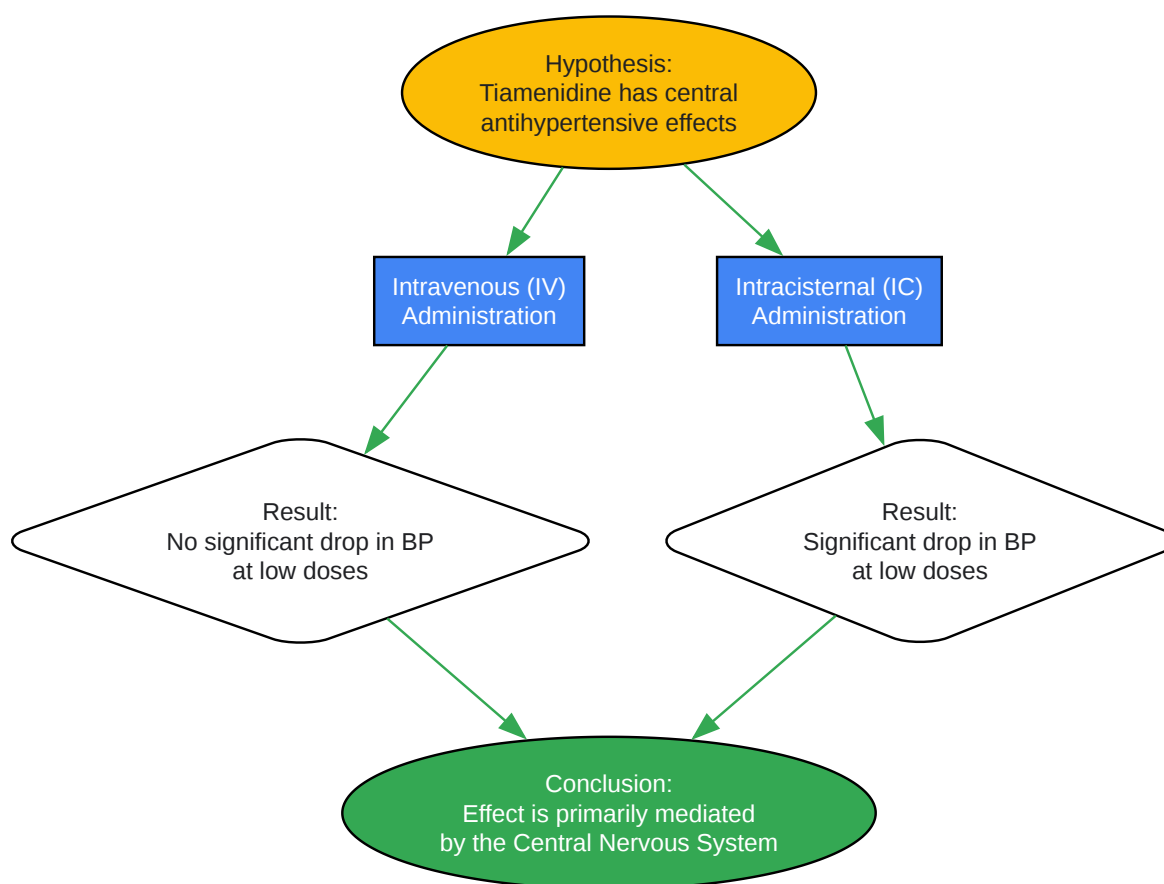 Hypothesis:
Tiamenidine has central
antihypertensive effects
Intravenous (IV)
Administration
Intracisternal (IC)
Administration
Result:
No significant drop in BP
at low doses
Result:
Significant drop in BP
at low doses
Conclusion:
Effect is primarily mediated
by the Central Nervous System